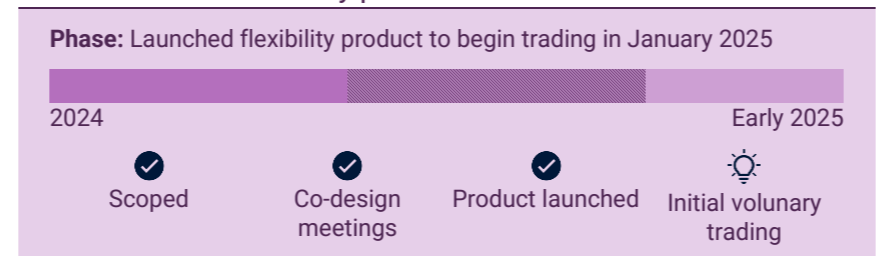 Phase: Launched flexibility product to begin trading in January 2025
2024
Early 2025
Scoped
Co-design
meetings
Product launched
Initial volunary
trading